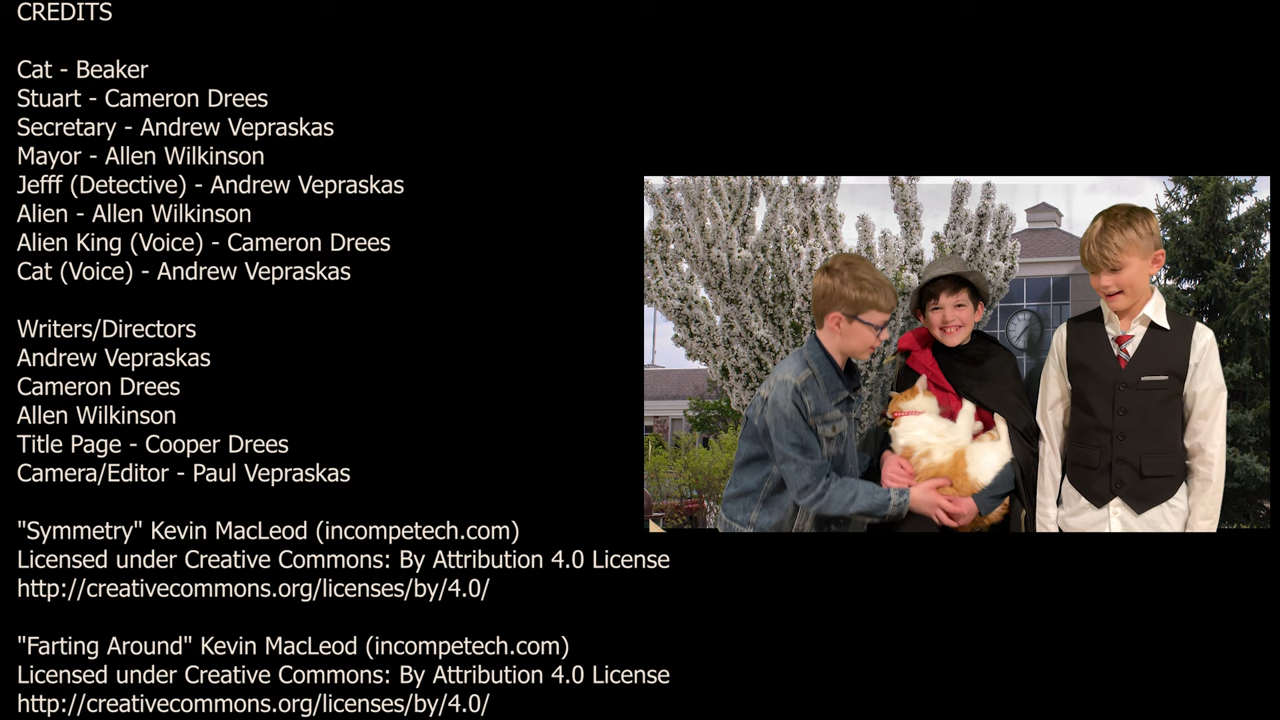 CREDITS
Cat - Beaker
Stuart - Cameron Drees
Secretary - Andrew Vepraskas
Mayor - Allen Wilkinson
Jefff (Detective) - Andrew Vepraskas
Alien - Allen Wilkinson
Alien King (Voice) - Cameron Drees
Cat (Voice) - Andrew Vepraskas
Writers/Directors
Andrew Vepraskas
Cameron Drees
Allen Wilkinson
Title Page - Cooper Drees
Camera/Editor - Paul Vepraskas
"Symmetry" Kevin MacLeod (incompetech.com)
Licensed under Creative Commons: By Attribution 4.0 License
http://creativecommons.org/licenses/by/4.0/
"Farting Around" Kevin MacLeod (incompetech.com)
Licensed under Creative Commons: By Attribution 4.0 License
http://creativecommons.org/licenses/by/4.0/